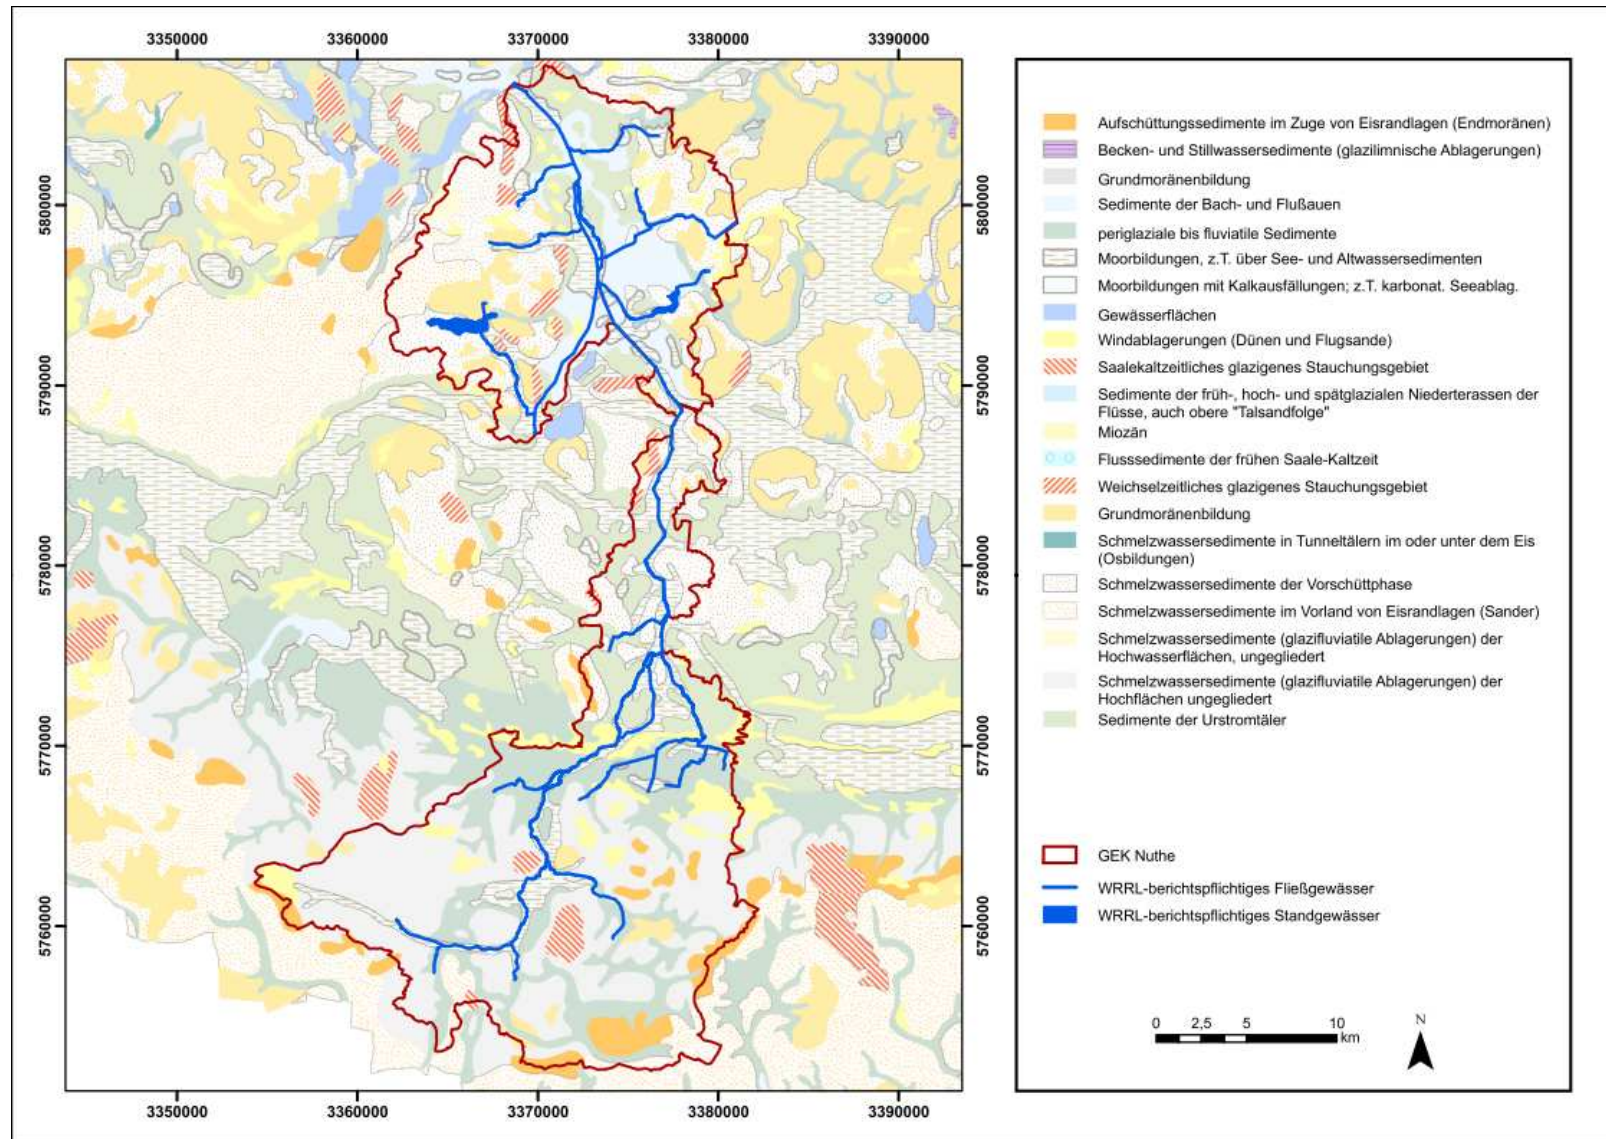 3350000 3360000 3370000 3380000 3390000
5800000 5800000
5790000 5790000
5780000 5780000
5770000 5770000
5760000 5760000
3350000 3360000 3370000 3380000 3390000
Aufschüttungssedimente im Zuge von Eisrandlagen (Endmoränen)
Becken- und Stillwassersedimente (glazilimnische Ablagerungen)
Grundmoränenbildung
Sedimente der Bach- und Flußauen
periglaziale bis fluviatile Sedimente
Moorbildungen, z.T. über See- und Altwassersedimenten
Moorbildungen mit Kalkausfällungen; z.T. karbonat. Seeablag.
Gewässerflächen
Windablagerungen (Dünen und Flugsande)
Saalekaltzeitliches glazigenes Stauchungsgebiet
Sedimente der früh-, hoch- und spätglazialen Niederterassen der
Flüsse, auch obere "Talsandfolge"
Miozän
Flusssedimente der frühen Saale-Kaltzeit
Weichselzeitliches glazigenes Stauchungsgebiet
Grundmoränenbildung
Schmelzwassersedimente in Tunneltälern im oder unter dem Eis
(Osbildungen)
Schmelzwassersedimente der Vorschüttphase
Schmelzwassersedimente im Vorland von Eisrandlagen (Sander)
Schmelzwassersedimente (glazifluviatile Ablagerungen) der
Hochwasserflächen, ungegliedert
Schmelzwassersedimente (glazifluviatile Ablagerungen) der
Hochflächen ungegliedert
Sedimente der Urstromtäler
GEK Nuthe
WRRL-berichtspflichtiges Fließgewässer
WRRL-berichtspflichtiges Standgewässer
0 2,5 5 10
km
N